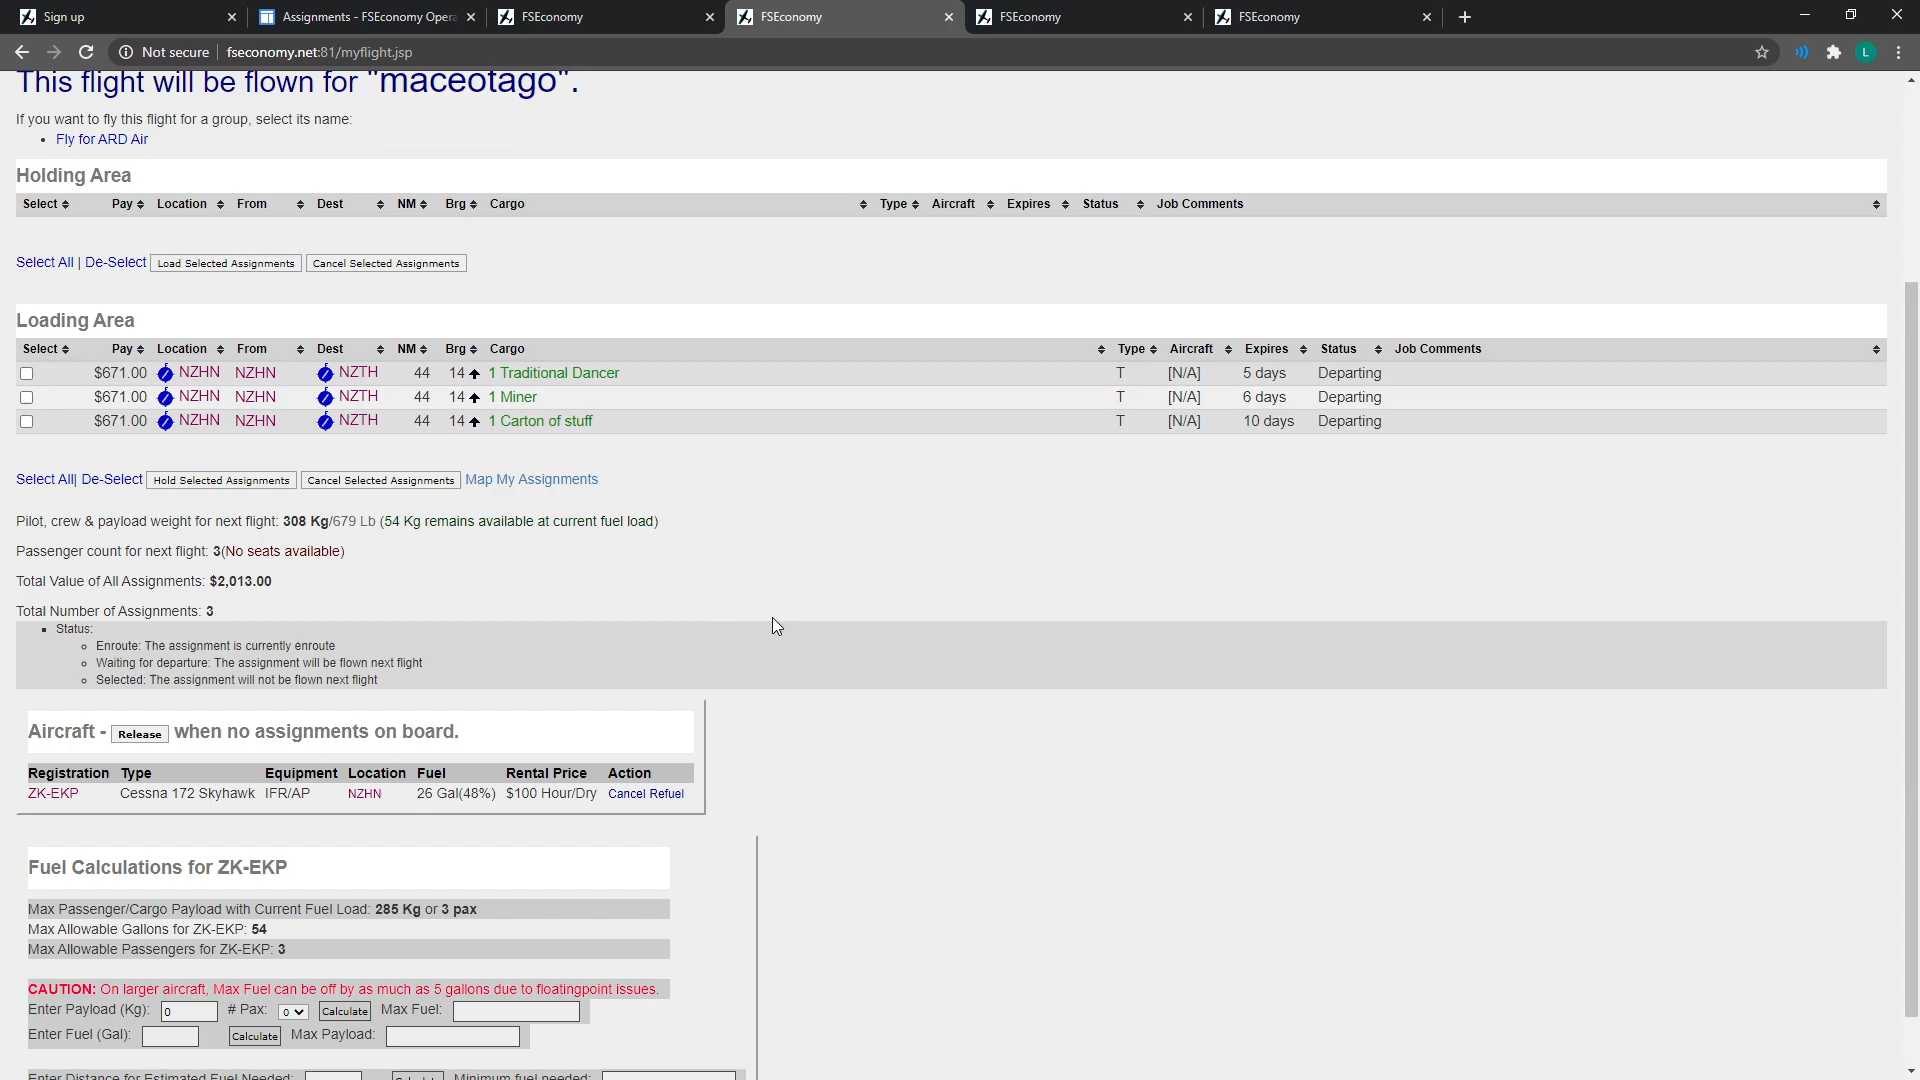 Sign up
Assignments - FSEconomy Opera
FSEconomy
FSEconomy
FSEconomy
FSEconomy
Not secure fseconomy.net:81/myflight.jsp
L
This flight will be flown for "maceotago".
If you want to fly this flight for a group, select its name:
Fly for ARD Air
Holding Area
Select Pay Location From Dest NM Brg Cargo Type Aircraft Expires Status Job Comments
Select All | De-Select Load Selected Assignments Cancel Selected Assignments
Loading Area
Select Pay Location From Dest NM Brg Cargo Type Aircraft Expires Status Job Comments
$671.00 NZHN NZHN NZTH 44 14 1 Traditional Dancer T [N/A] 5 days Departing
$671.00 NZHN NZHN NZTH 44 14 1 Miner T [N/A] 6 days Departing
$671.00 NZHN NZHN NZTH 44 14 1 Carton of stuff T [N/A] 10 days Departing
Select All| De-Select Hold Selected Assignments Cancel Selected Assignments Map My Assignments
Pilot, crew & payload weight for next flight: 308 Kg/679 Lb (54 Kg remains available at current fuel load)
Passenger count for next flight: 3(No seats available)
Total Value of All Assignments: $2,013.00
Total Number of Assignments: 3
Status:
Enroute: The assignment is currently enroute
Waiting for departure: The assignment will be flown next flight
Selected: The assignment will not be flown next flight
Aircraft - Release when no assignments on board.
Registration Type Equipment Location Fuel Rental Price Action
ZK-EKP Cessna 172 Skyhawk IFR/AP NZHN 26 Gal(48%) $100 Hour/Dry Cancel Refuel
Fuel Calculations for ZK-EKP
Max Passenger/Cargo Payload with Current Fuel Load: 285 Kg or 3 pax
Max Allowable Gallons for ZK-EKP: 54
Max Allowable Passengers for ZK-EKP: 3
CAUTION: On larger aircraft, Max Fuel can be off by as much as 5 gallons due to floatingpoint issues.
Enter Payload (Kg): 0 # Pax: 0 Calculate Max Fuel:
Enter Fuel (Gal): Calculate Max Payload:
Enter Distance for Estimated Fuel Needed: Calculate Minimum fuel needed: